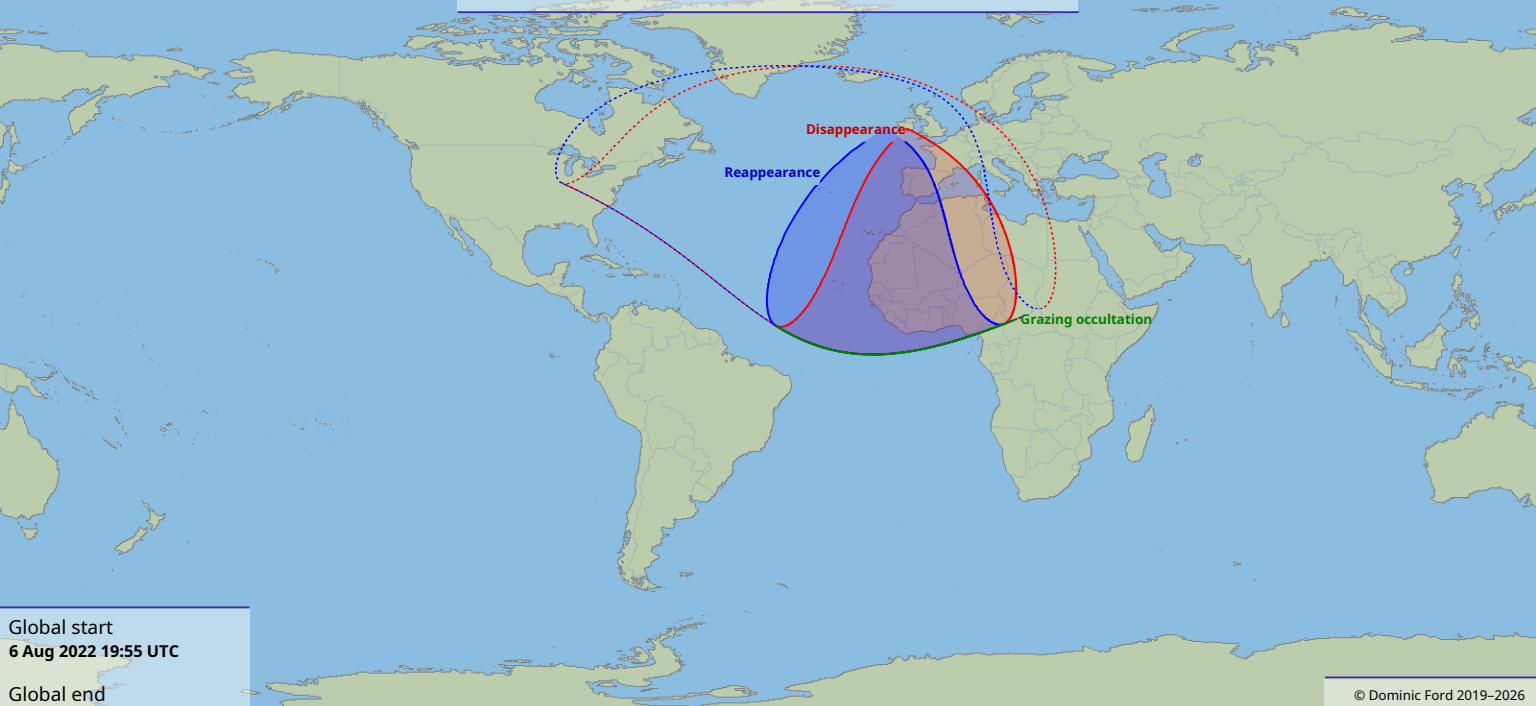 Disappearance
Reappearance
Grazing occultation
Global start
6 Aug 2022 19:55 UTC
Global end
© Dominic Ford 2019–2026